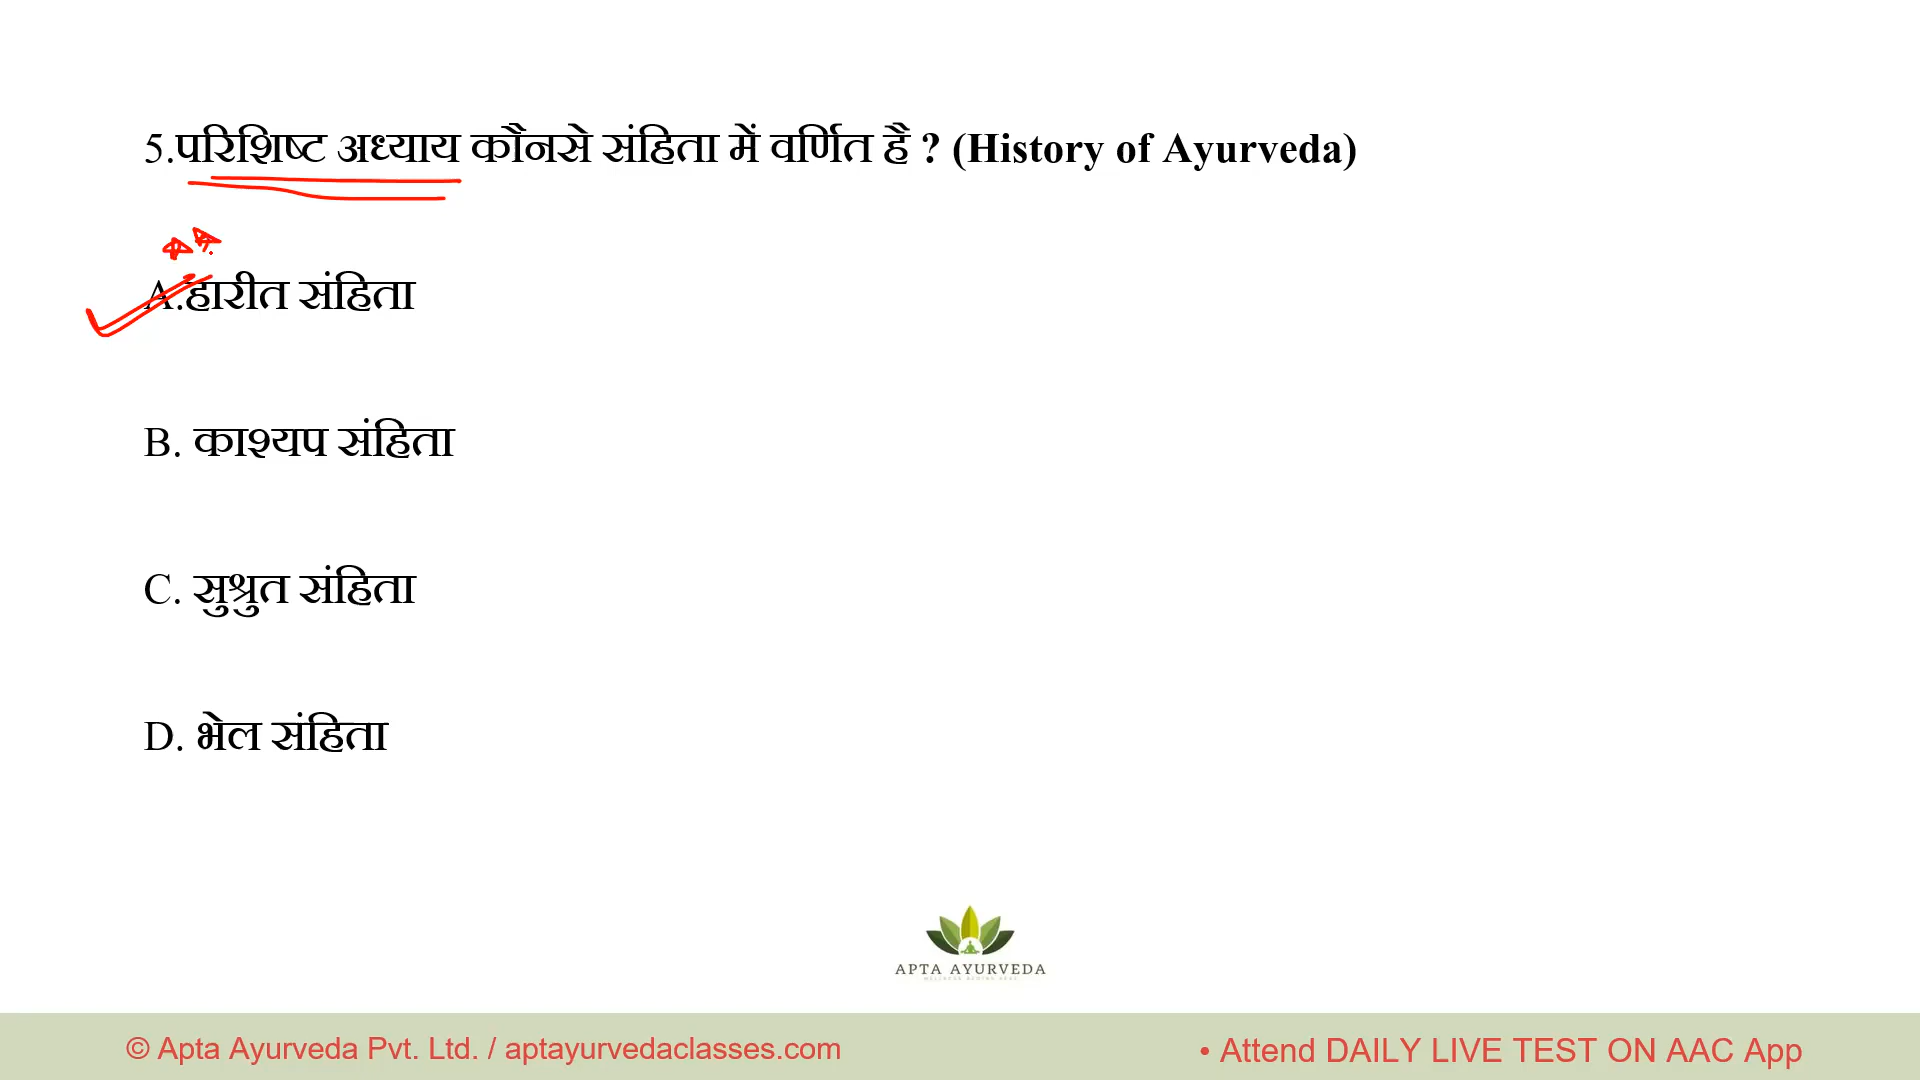 5.परिशिष्ट अध्याय कौनसे संहिता में वर्णित है ? (History of Ayurveda)
A.हारीत संहिता
B. काश्यप संहिता
C. सुश्रुत संहिता
D. भेल संहिता
APTA AYURVEDA
© Apta Ayurveda Pvt. Ltd. / aptayurvedaclasses.com
• Attend DAILY LIVE TEST ON AAC App